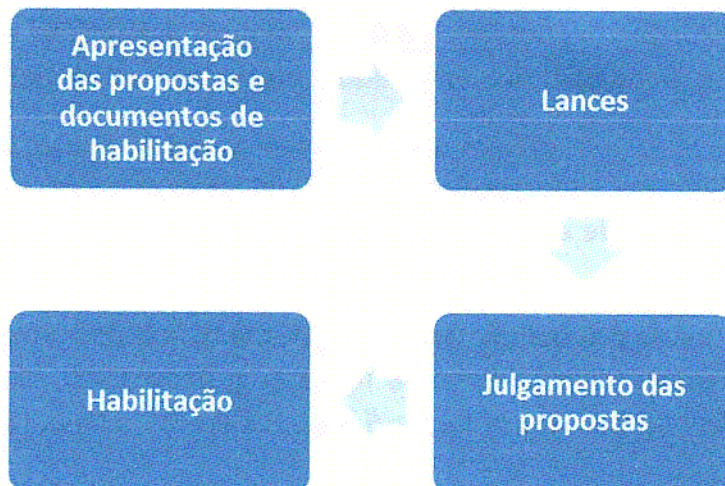 Apresentação
das propostas e
documentos de
habilitação
Lances
Julgamento das
propostas
Habilitação